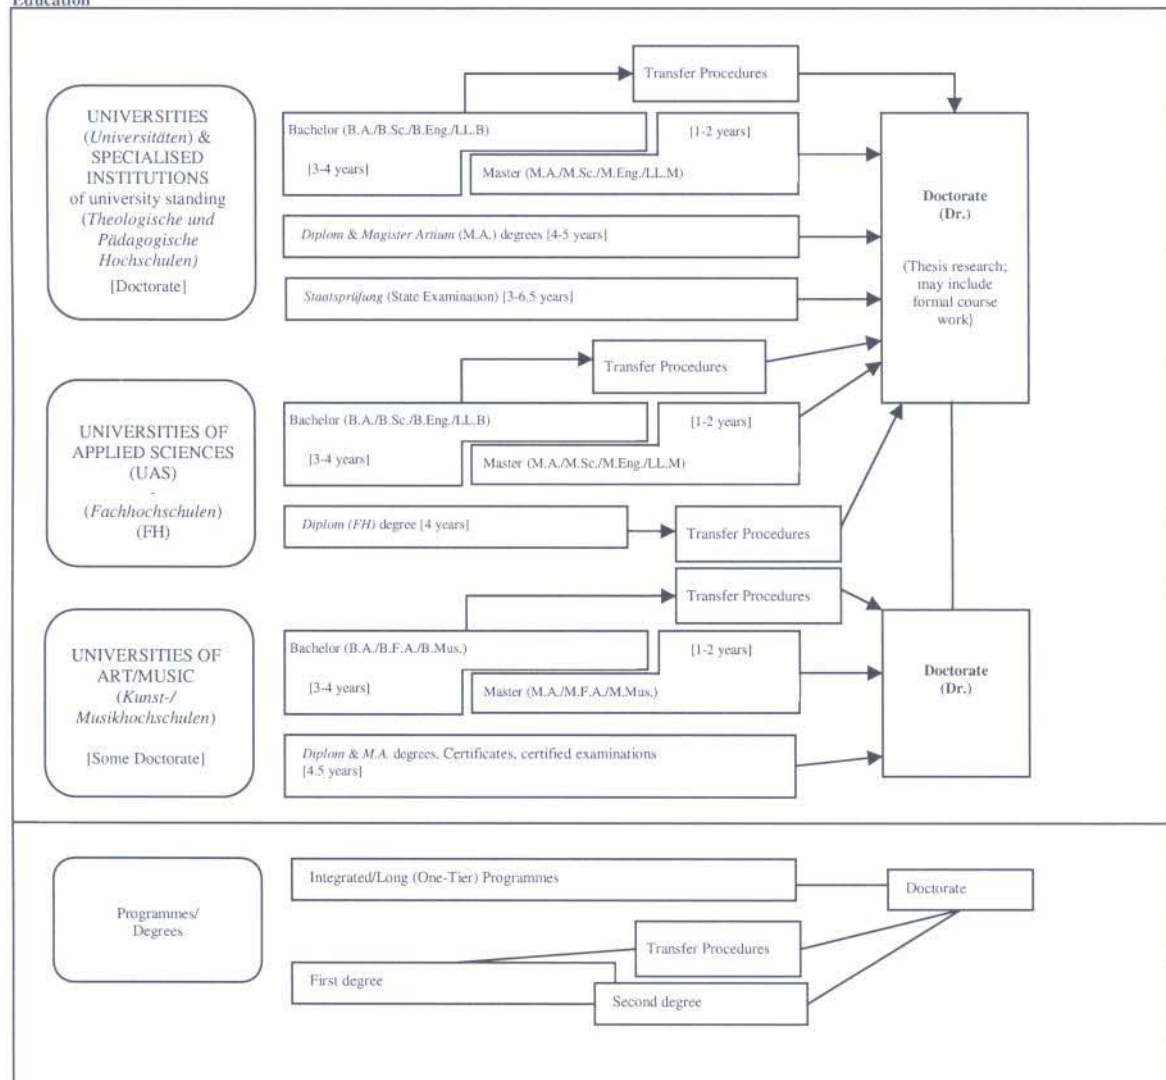 Education
Transfer Procedures
UNIVERSITIES
(Universitäten) &
SPECIALISED
INSTITUTIONS
of university standing
(Theologische und
Pädagogische
Hochschulen)
[Doctorate]
Bachelor (B.A./B.Sc./B.Eng./LL.B)
[3-4 years]
[1-2 years]
Master (M.A./M.Sc./M.Eng./LL.M)
Diplom & Magister Artium (M.A.) degrees [4-5 years]
Staatsprüfung (State Examination) [3-6.5 years]
Doctorate
(Dr.)
(Thesis research;
may include
formal course
work)
Transfer Procedures
UNIVERSITIES OF
APPLIED SCIENCES
(UAS)
-
(Fachhochschulen)
(FH)
Bachelor (B.A./B.Sc./B.Eng./LL.B)
[3-4 years]
[1-2 years]
Master (M.A./M.Sc./M.Eng./LL.M)
Diplom (FH) degree [4 years]
Transfer Procedures
Transfer Procedures
UNIVERSITIES OF
ART/MUSIC
(Kunst-/
Musikhochschulen)
[Some Doctorate]
Bachelor (B.A./B.F.A./B.Mus.)
[3-4 years]
[1-2 years]
Master (M.A./M.F.A./M.Mus.)
Diplom & M.A. degrees, Certificates, certified examinations
[4.5 years]
Doctorate
(Dr.)
Programmes/
Degrees
Integrated/Long (One-Tier) Programmes
Doctorate
Transfer Procedures
First degree
Second degree